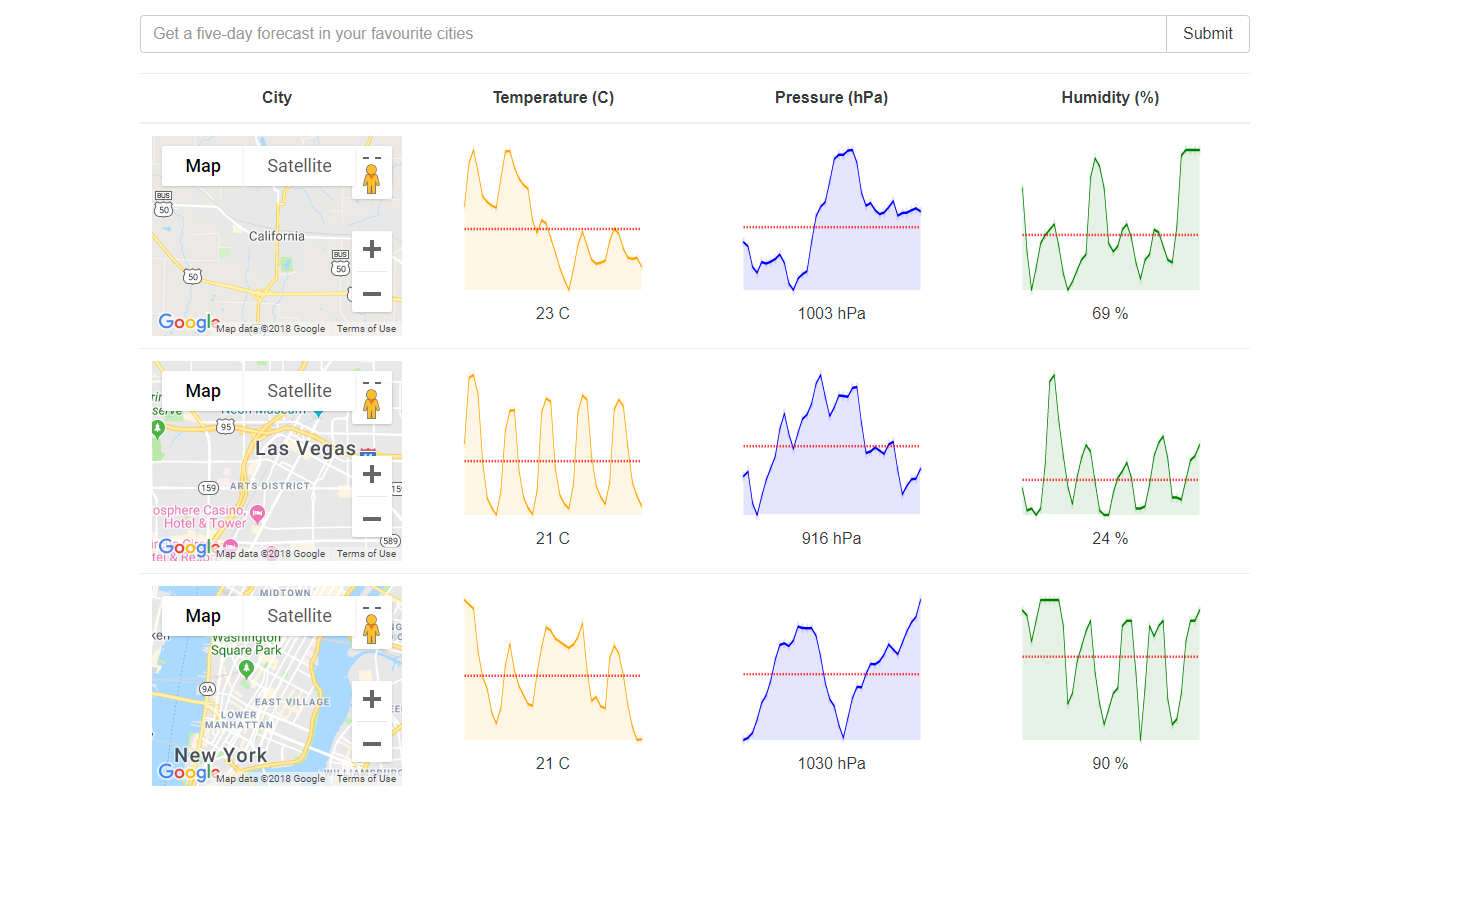 Get a five-day forecast in your favourite cities Submit
City Temperature (C) Pressure (hPa) Humidity (%)
Map Satellite
BUS
50
California
BUS
50
50
Google Map data ©2018 Google Terms of Use
23 C 1003 hPa 69 %
Map Satellite
serve
95
Las Vegas
159
ARTS DISTRICT
osphere Casino,
Hotel & Tower
589
Google Map data ©2018 Google Terms of Use
21 C 916 hPa 24 %
MIDTOWN
Map Satellite
ken
Washington
Square Park
9A
EAST VILLAGE
LOWER
MANHATTAN
New York
WILLIAMSBURG
Google Map data ©2018 Google Terms of Use
21 C 1030 hPa 90 %